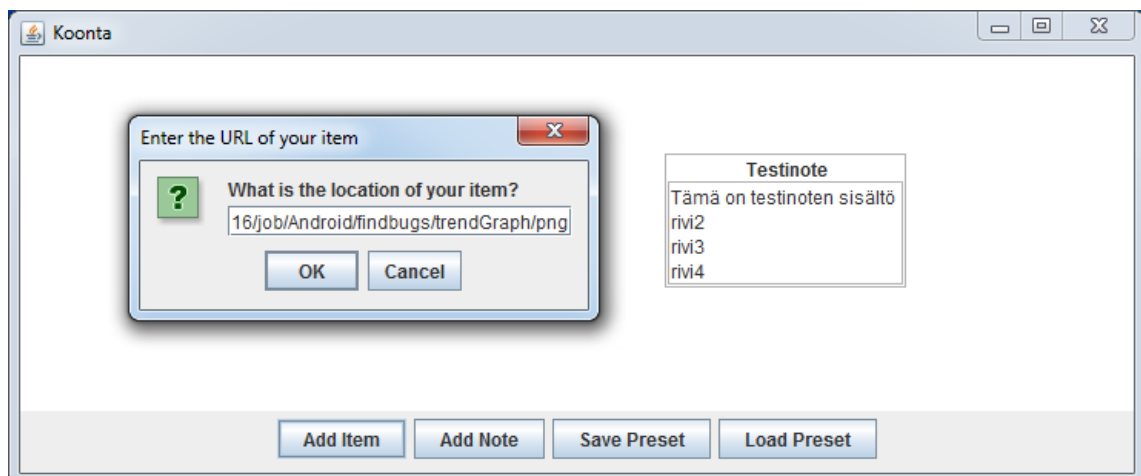 Koonta
Enter the URL of your item
What is the location of your item?
16/job/Android/findbugs/trendGraph/png
OK Cancel
Testinote
Tämä on testinoten sisältö
rivi2
rivi3
rivi4
Add Item Add Note Save Preset Load Preset